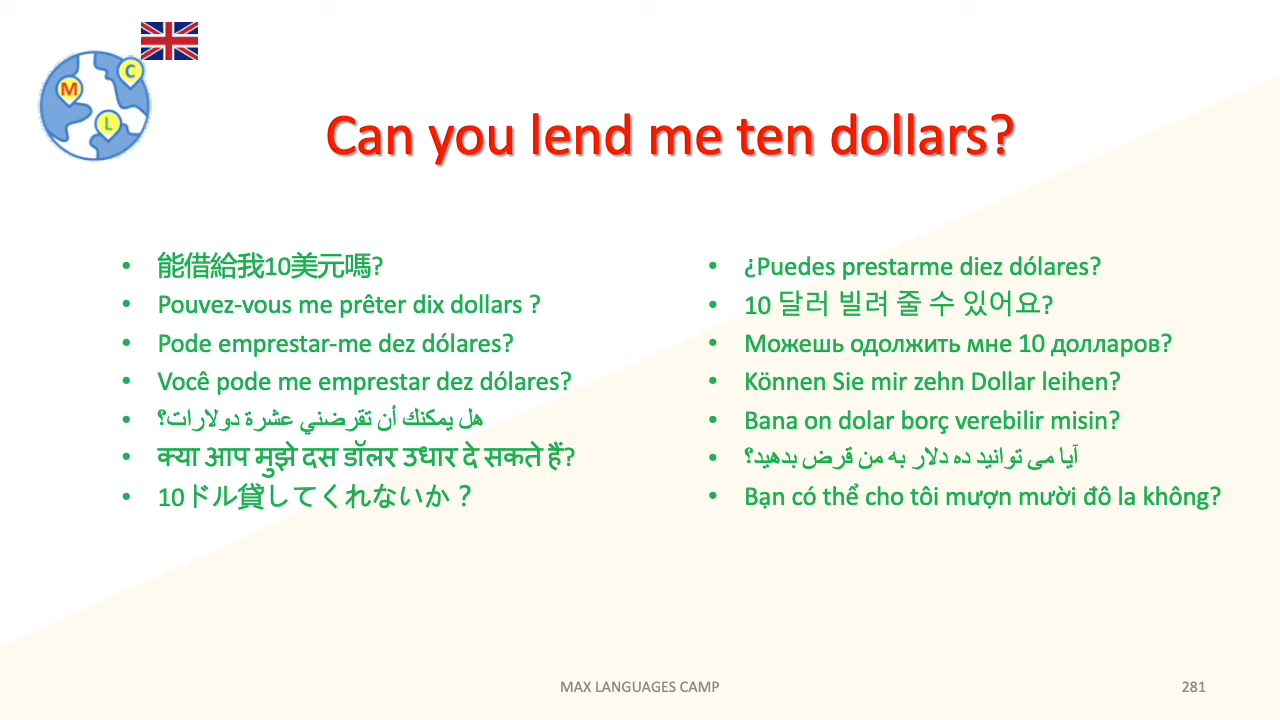 M
C
L
Can you lend me ten dollars?
• 能借給我10美元嗎?
• Pouvez-vous me prêter dix dollars ?
• Pode emprestar-me dez dólares?
• Você pode me emprestar dez dólares?
• هل يمكنك أن تقرضني عشرة دولارات؟
• क्या आप मुझे दस डॉलर उधार दे सकते हैं?
• 10ドル貸してくれないか？
• ¿Puedes prestarme diez dólares?
• 10 달러 빌려 줄 수 있어요?
• Можешь одолжить мне 10 долларов?
• Können Sie mir zehn Dollar leihen?
• Bana on dolar borç verebilir misin?
• آیا می توانید ده دلار به من قرض بدهید؟
• Bạn có thể cho tôi mượn mười đô la không?
MAX LANGUAGES CAMP
281